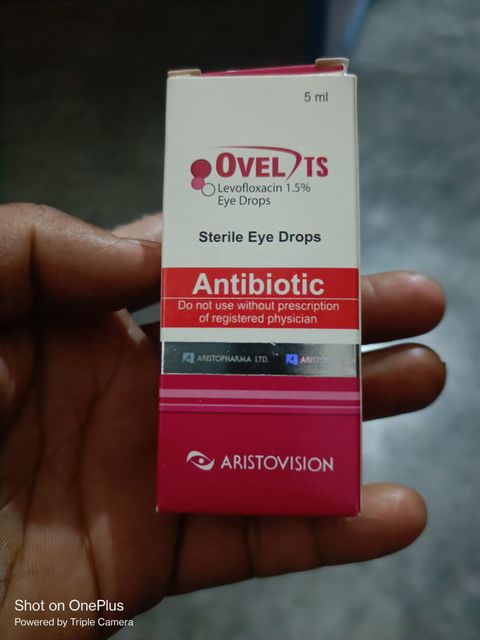 5 ml
OVEL TS
Levofloxacin 1.5%
Eye Drops
Sterile Eye Drops
Antibiotic
Do not use without prescription
of registered physician
ARISTOPHARMA LTD. ARISTO
ARISTOVISION
Shot on OnePlus
Powered by Triple Camera